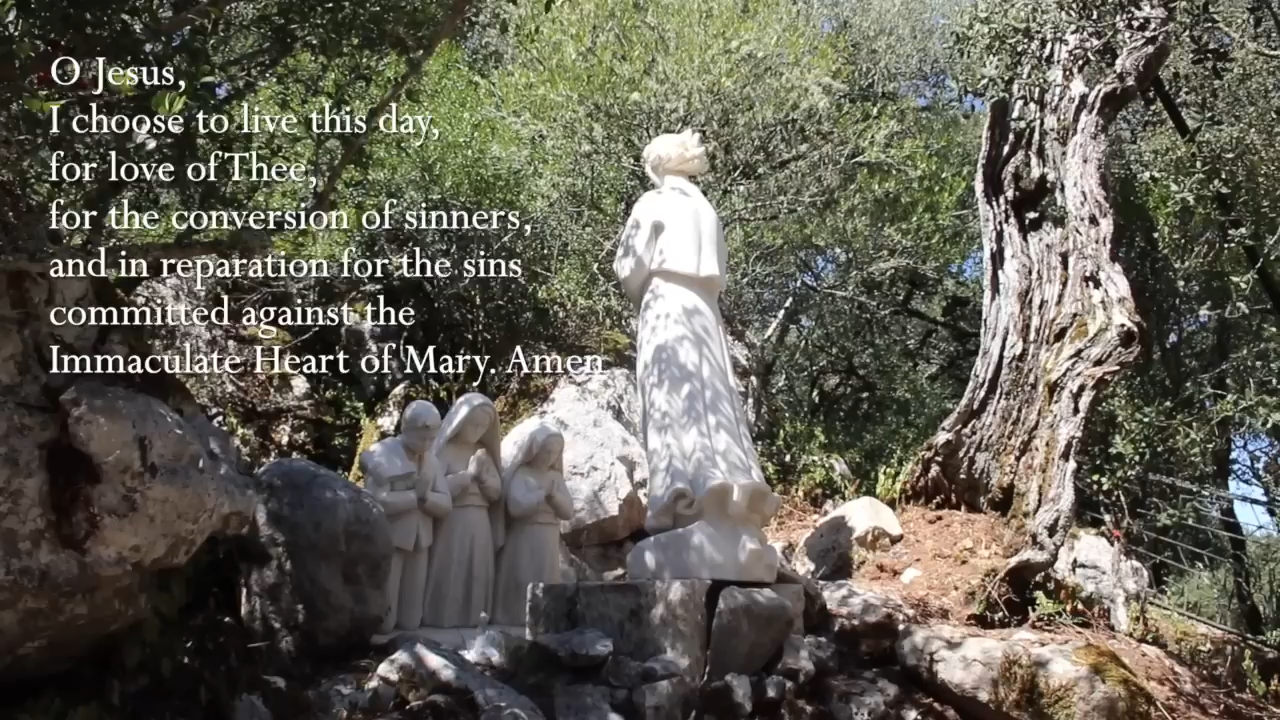 O Jesus,
I choose to live this day,
for love of Thee,
for the conversion of sinners,
and in reparation for the sins
committed against the
Immaculate Heart of Mary. Amen